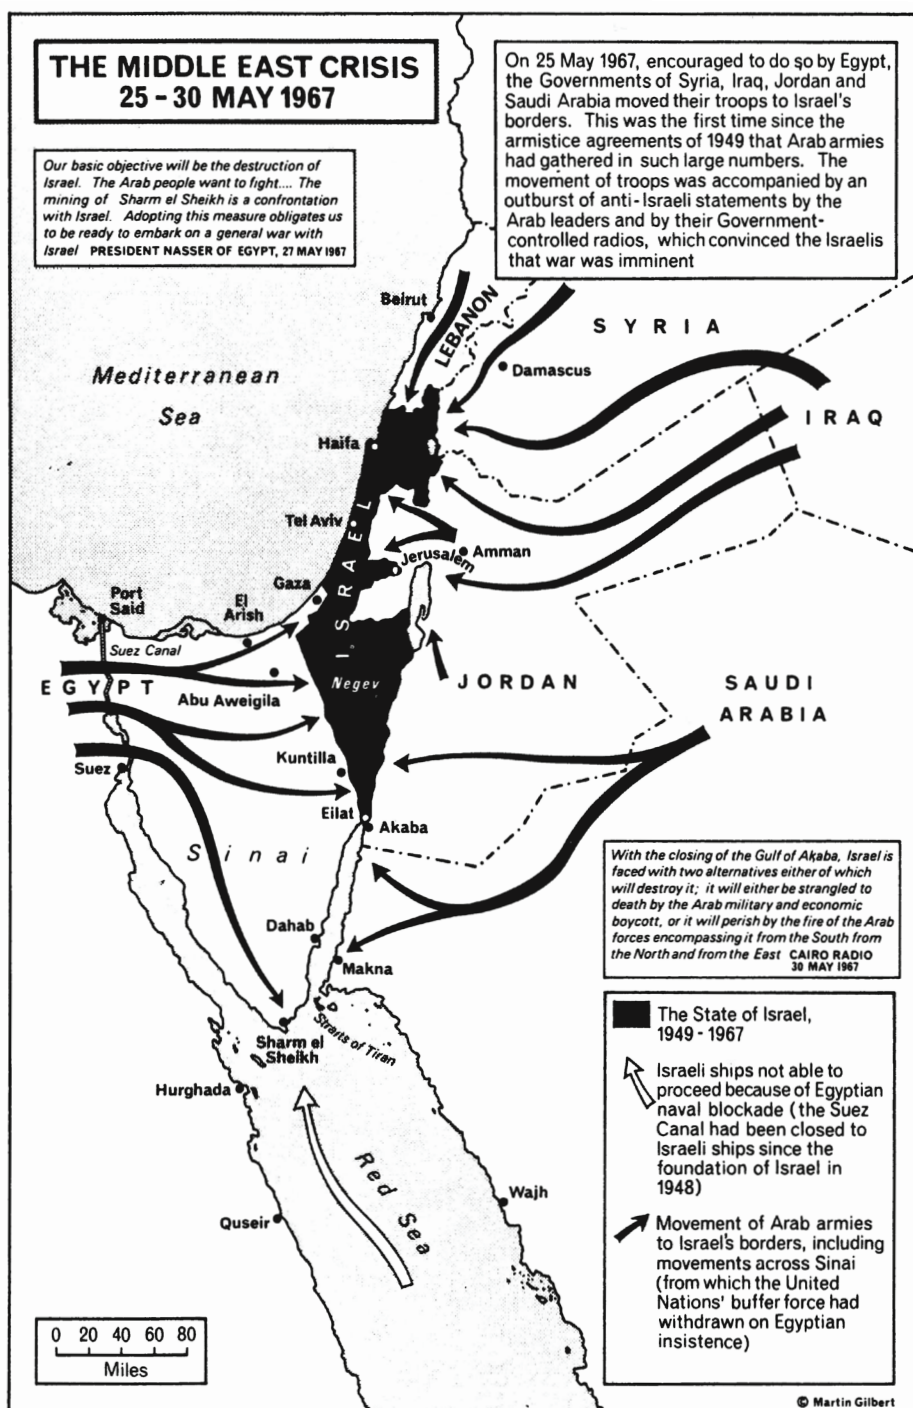 THE MIDDLE EAST CRISIS
25 - 30 MAY 1967
On 25 May 1967, encouraged to do so by Egypt,
the Governments of Syria, Iraq, Jordan and
Saudi Arabia moved their troops to Israel's
borders. This was the first time since the
armistice agreements of 1949 that Arab armies
had gathered in such large numbers. The
movement of troops was accompanied by an
outburst of anti-Israeli statements by the
Arab leaders and by their Government-
controlled radios, which convinced the Israelis
that war was imminent
Our basic objective will be the destruction of
Israel. The Arab people want to fight.... The
mining of Sharm el Sheikh is a confrontation
with Israel. Adopting this measure obligates us
to be ready to embark on a general war with
Israel PRESIDENT NASSER OF EGYPT, 27 MAY 1967
Beirut
LEBANON
SYRIA
Damascus
Mediterranean
Sea
IRAQ
Haifa
Tel Aviv
ISRAEL
Jerusalem
Amman
Gaza
Port
Said
El
Arish
Suez Canal
EGYPT
Abu Aweigila
Negev
JORDAN
SAUDI
ARABIA
Suez
Kuntilla
Eilat
Akaba
Sinai
With the closing of the Gulf of Akaba, Israel is
faced with two alternatives either of which
will destroy it; it will either be strangled to
death by the Arab military and economic
boycott, or it will perish by the fire of the Arab
forces encompassing it from the South from
the North and from the East CAIRO RADIO
30 MAY 1967
Dahab
Makna
Straits of Tiran
Sharm el
Sheikh
Hurghada
Red Sea
Quseir
Wajh
The State of Israel,
1949 - 1967
Israeli ships not able to
proceed because of Egyptian
naval blockade (the Suez
Canal had been closed to
Israeli ships since the
foundation of Israel in
1948)
Movement of Arab armies
to Israel's borders, including
movements across Sinai
(from which the United
Nations' buffer force had
withdrawn on Egyptian
insistence)
0 20 40 60 80
Miles
© Martin Gilbert